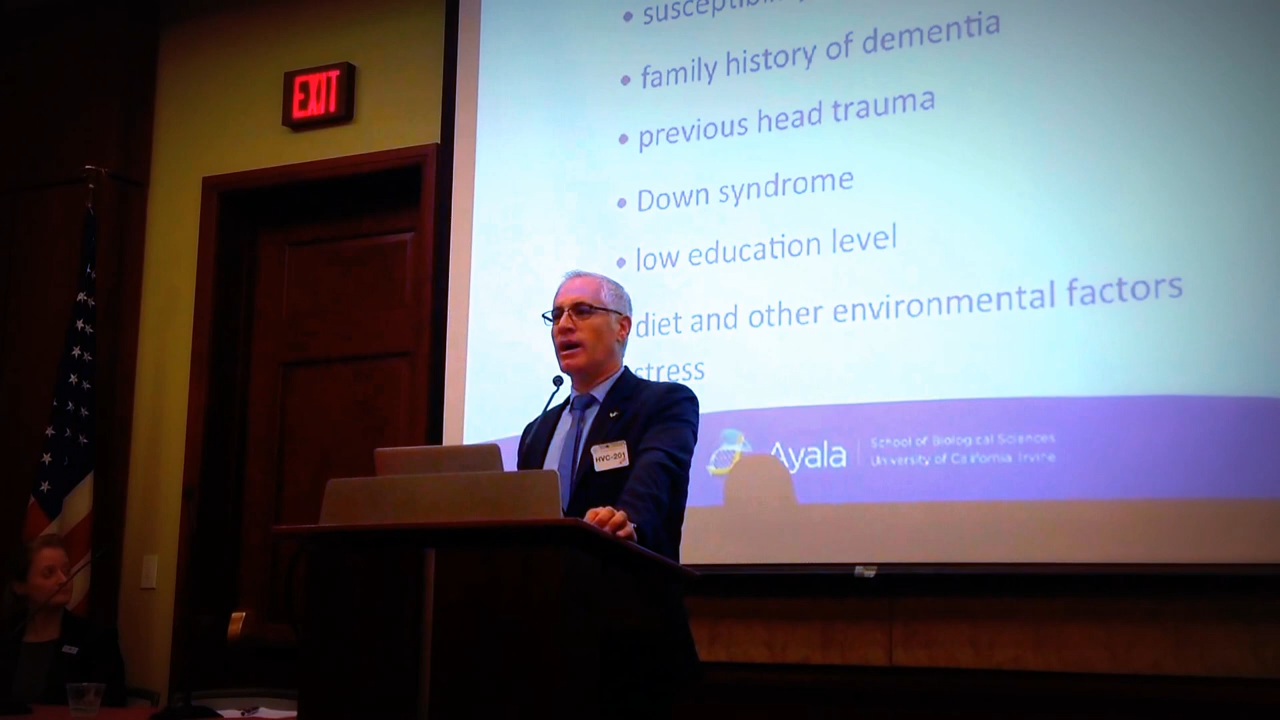 EXIT
• family history of dementia
• previous head trauma
• Down syndrome
• low education level
diet and other environmental factors
stress
Ayala
School of Biological Sciences
University of California Irvine
HVC-201